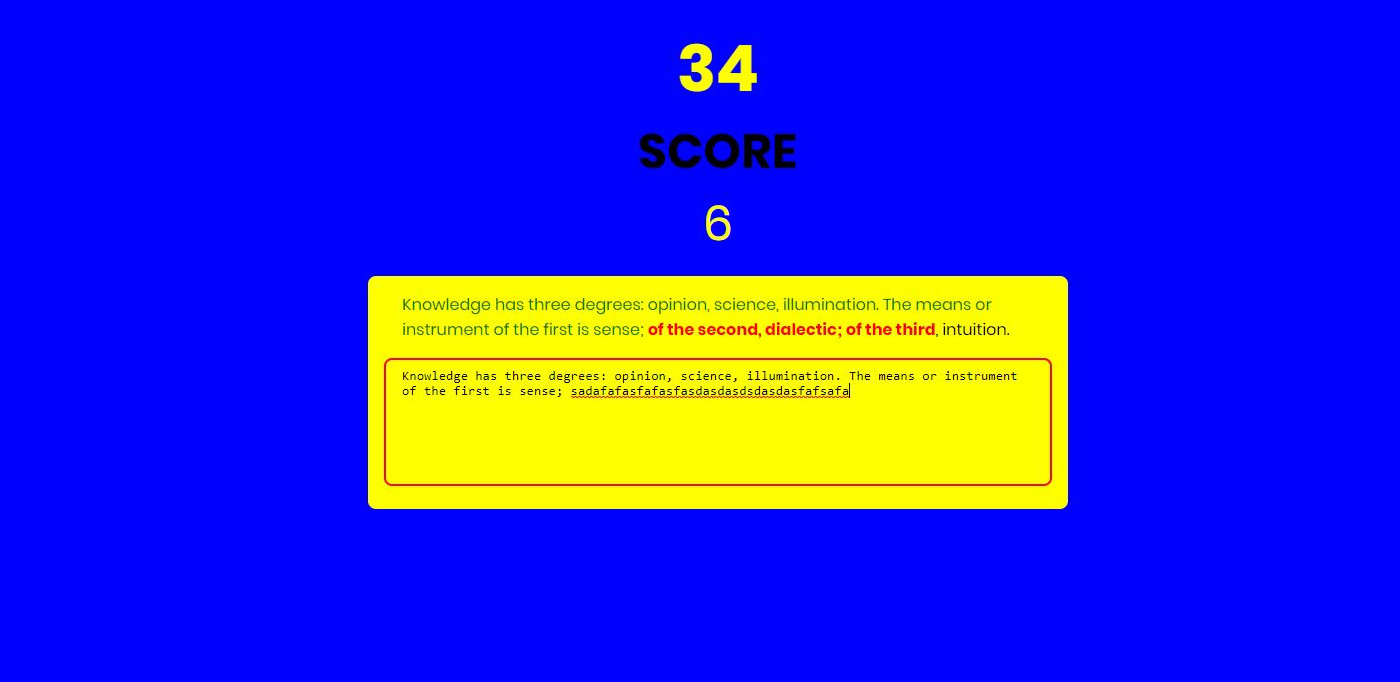 34
SCORE
6
Knowledge has three degrees: opinion, science, illumination. The means or
instrument of the first is sense; of the second, dialectic; of the third, intuition.
Knowledge has three degrees: opinion, science, illumination. The means or instrument
of the first is sense; sadafafasfafasfasdasdasdsdasdasfafsafa